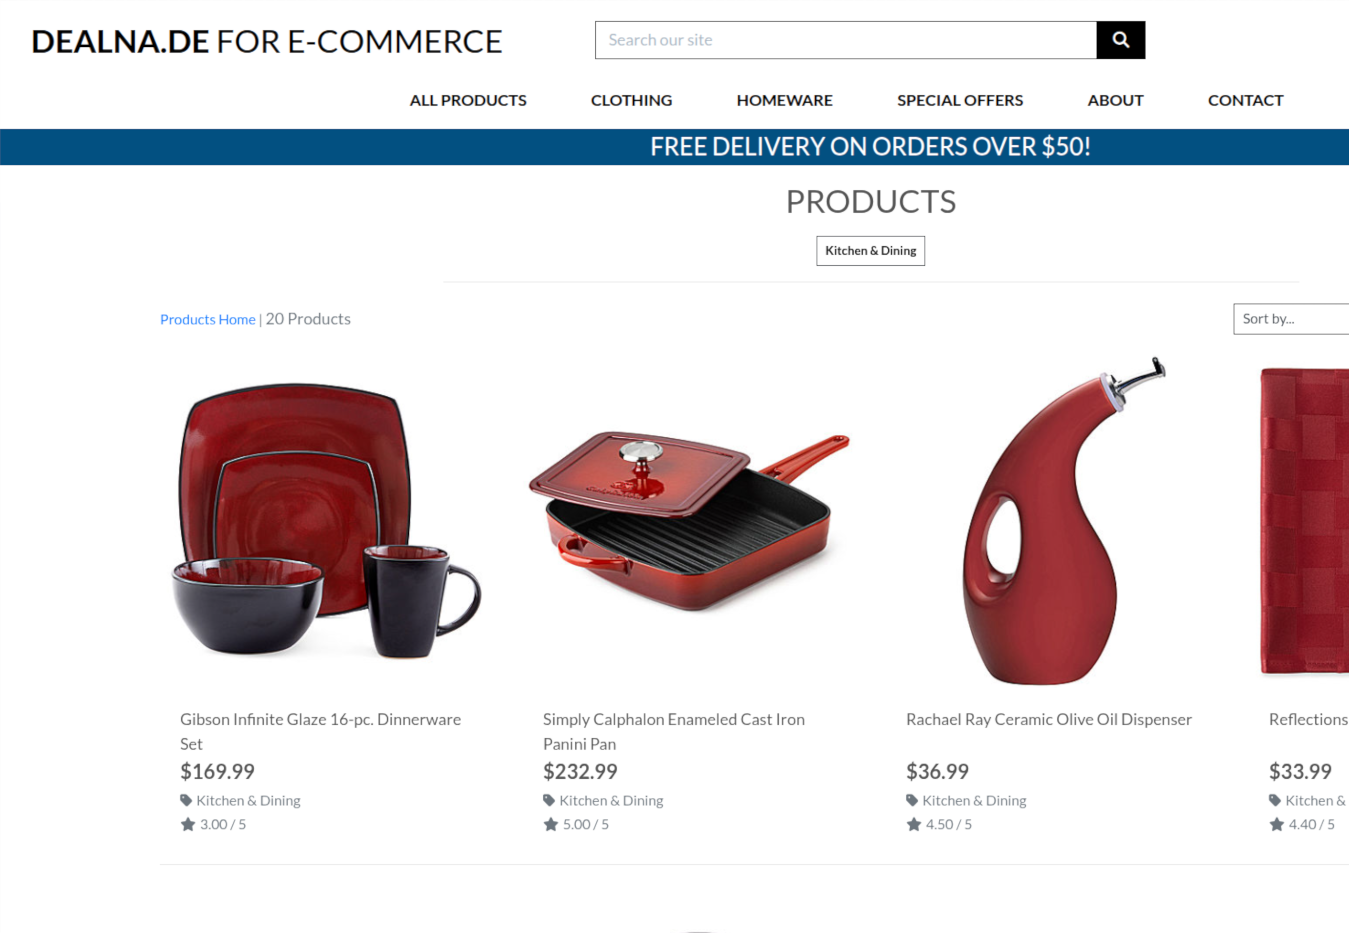 DEALNA.DE FOR E-COMMERCE
Search our site
ALL PRODUCTS CLOTHING HOMEWARE SPECIAL OFFERS ABOUT CONTACT
FREE DELIVERY ON ORDERS OVER $50!
PRODUCTS
Kitchen & Dining
Products Home | 20 Products
Sort by...
Gibson Infinite Glaze 16-pc. Dinnerware
Set
$169.99
Kitchen & Dining
3.00 / 5
Simply Calphalon Enameled Cast Iron
Panini Pan
$232.99
Kitchen & Dining
5.00 / 5
Rachael Ray Ceramic Olive Oil Dispenser
$36.99
Kitchen & Dining
4.50 / 5
Reflections
$33.99
Kitchen &
4.40 / 5